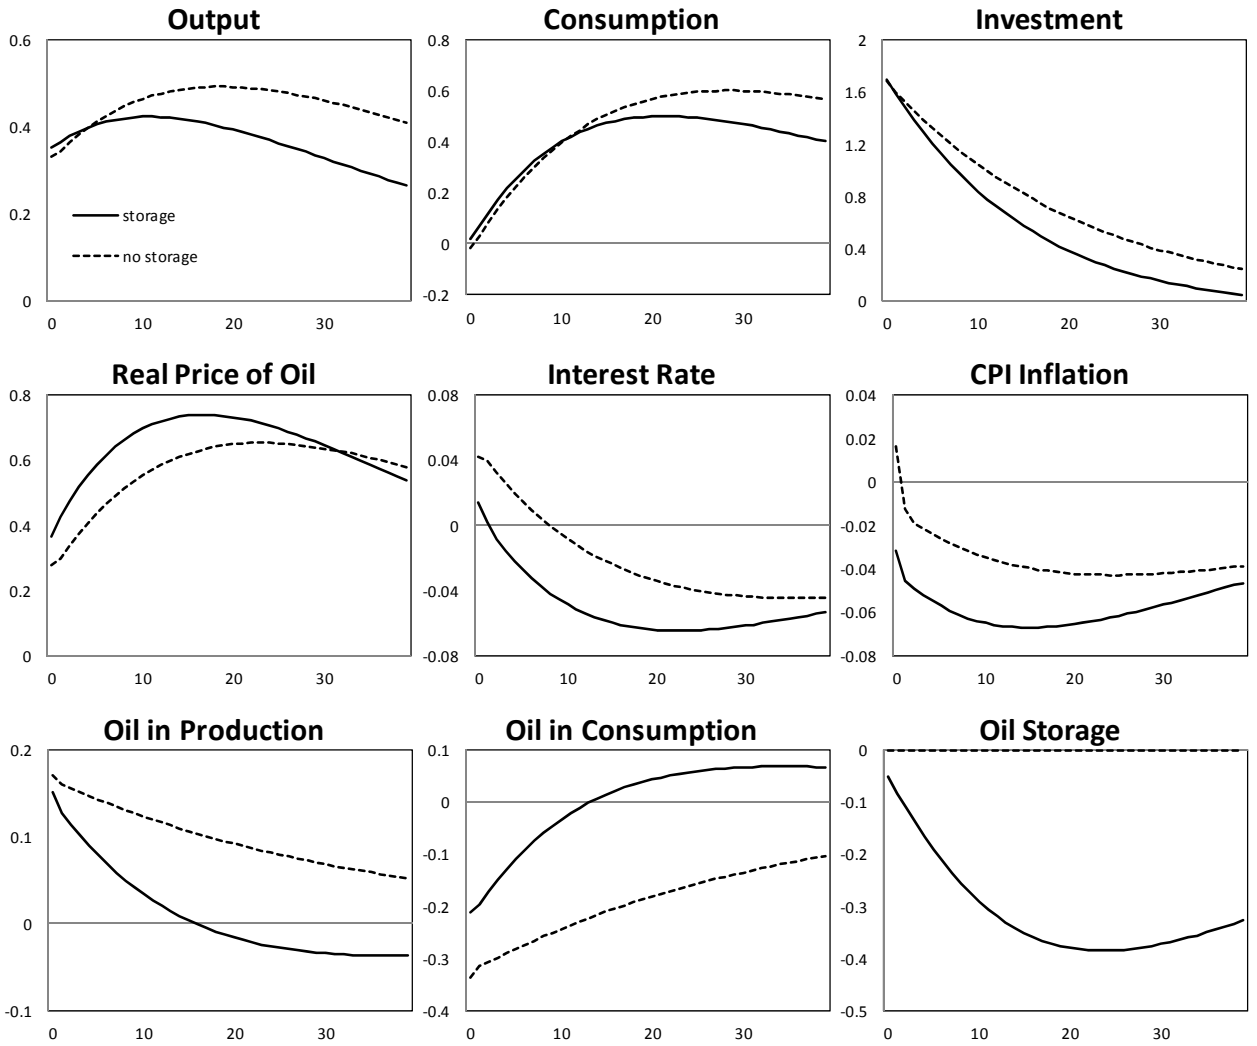 Output
0.6
0.4
0.2
0
storage
no storage
0 10 20 30
Consumption
0.8
0.6
0.4
0.2
0
-0.2
0 10 20 30
Investment
2
1.6
1.2
0.8
0.4
0
0 10 20 30
Real Price of Oil
0.8
0.6
0.4
0.2
0
0 10 20 30
Interest Rate
0.08
0.04
0
-0.04
-0.08
0 10 20 30
CPI Inflation
0.04
0.02
0
-0.02
-0.04
-0.06
-0.08
0 10 20 30
Oil in Production
0.2
0.1
0
-0.1
0 10 20 30
Oil in Consumption
0.1
0
-0.1
-0.2
-0.3
-0.4
0 10 20 30
Oil Storage
0
-0.1
-0.2
-0.3
-0.4
-0.5
0 10 20 30